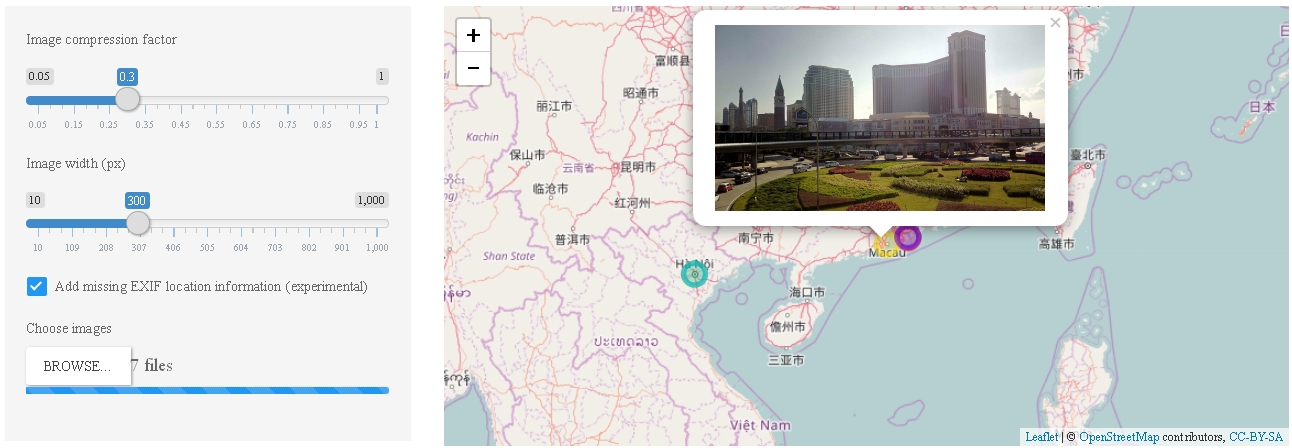 Image compression factor
0.05 0.3 1
0.05 0.15 0.25 0.35 0.45 0.55 0.65 0.75 0.85 0.95 1
Image width (px)
10 300 1,000
10 109 208 307 406 505 604 703 802 901 1,000
Add missing EXIF location information (experimental)
Choose images
BROWSE... 7 files
+
−
×
四川省
富顺县
昭通市
丽江市
日本
Kachin
保山市
云南省
昆明市
臺北市
临沧市
红河州
普洱市
南宁市
高雄市
Shan State
Macau
Hà Nội
海口市
儋州市
三亚市
ປະເທດລາວ
Việt Nam
Leaflet | © OpenStreetMap contributors, CC-BY-SA